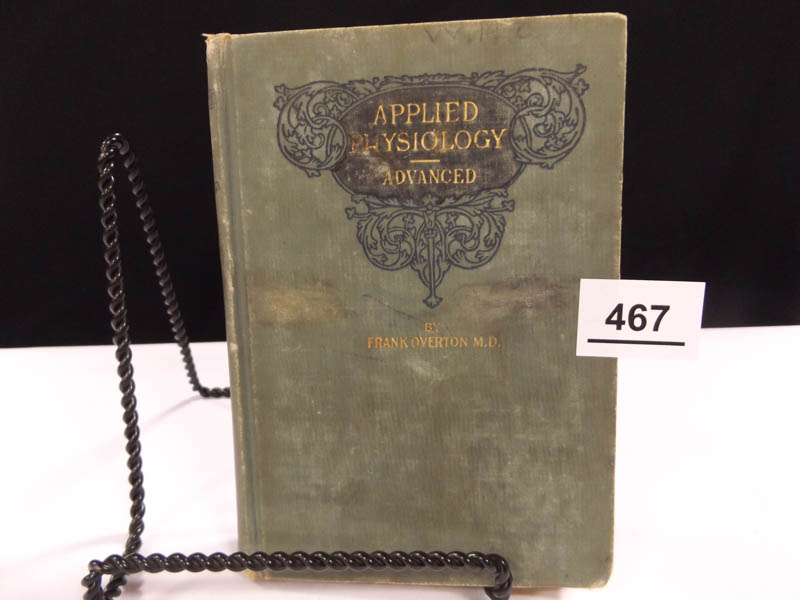 APPLIED
PHYSIOLOGY
ADVANCED
BY
FRANK OVERTON M.D.
467